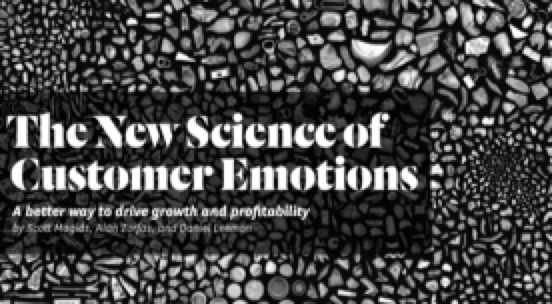 The New Science of
Customer Emotions
A better way to drive growth and profitability
by Scott Magids, Alan Zorfas, and Daniel Leemon